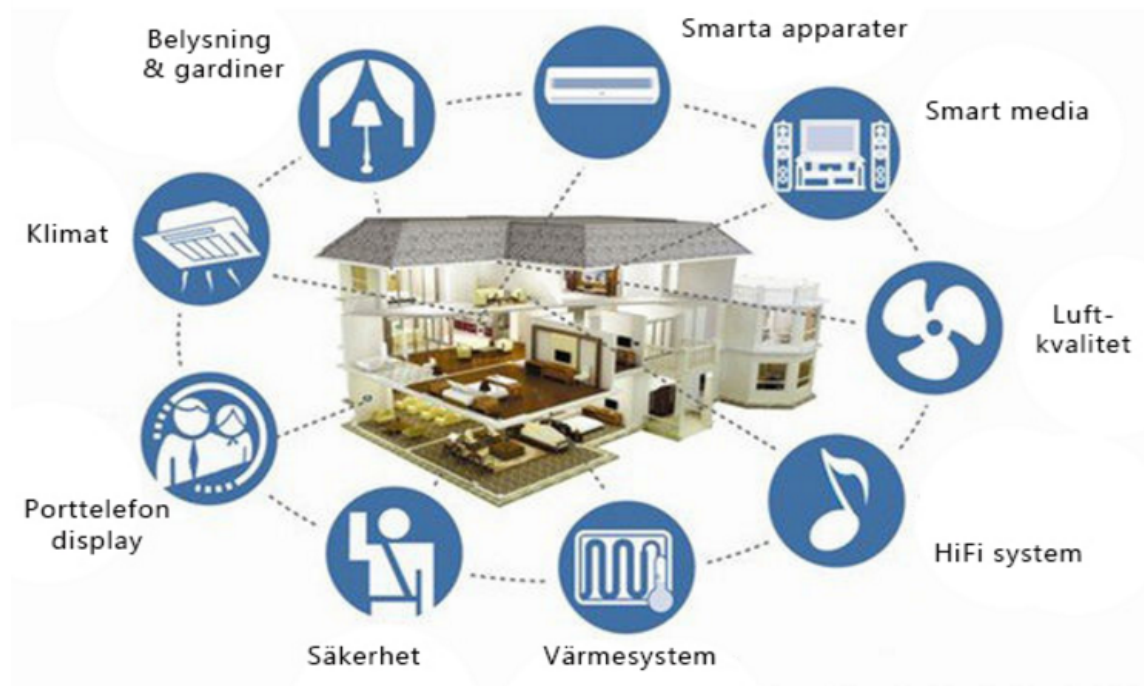 Belysning
& gardiner
Smarta apparater
Smart media
Klimat
Luft-
kvalitet
Porttelefon
display
HiFi system
Säkerhet
Värmesystem